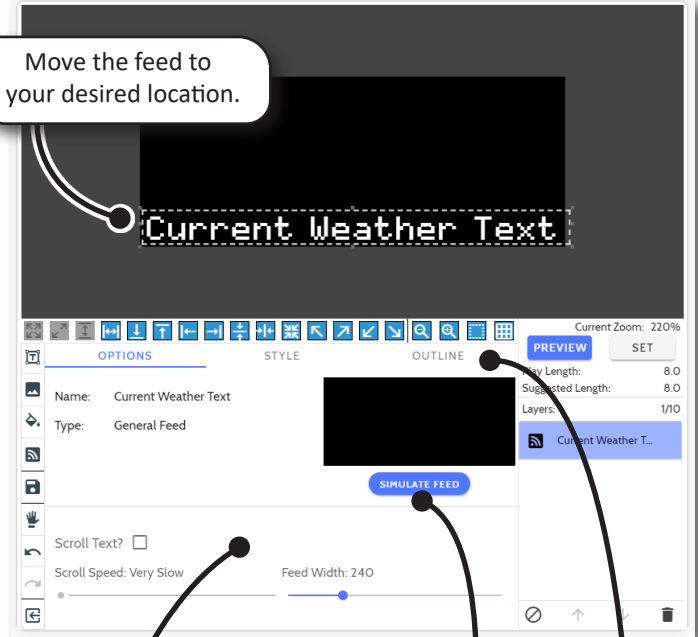 Move the feed to
your desired location.
Current Weather Text
Current Zoom: 220%
PREVIEW SET
OPTIONS STYLE OUTLINE
Play Length: 8.0
Suggested Length: 8.0
Name: Current Weather Text
Layers: 1/10
Type: General Feed
Current Weather T...
SIMULATE FEED
Scroll Text?
Scroll Speed: Very Slow Feed Width: 240